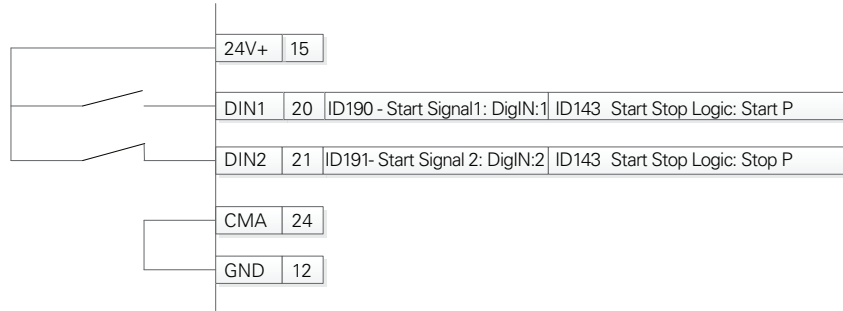 24V+ 15
DIN1 20 ID190 - Start Signal1: DigIN:1 ID143 Start Stop Logic: Start P
DIN2 21 ID191- Start Signal 2: DigIN:2 ID143 Start Stop Logic: Stop P
CMA 24
GND 12